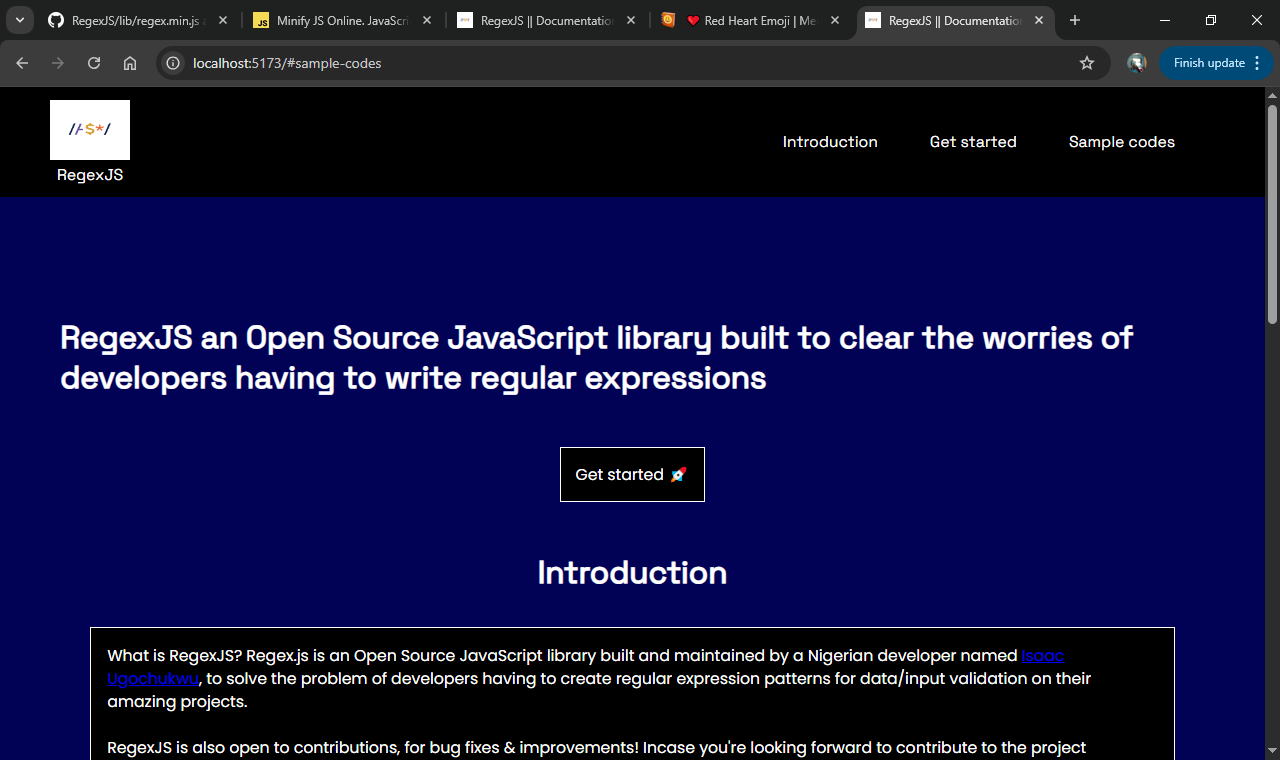 RegexJS/lib/regex.min.js
Minify JS Online. JavaScri
RegexJS || Documentatio
Red Heart Emoji | Me
RegexJS || Documentatio
localhost:5173/#sample-codes
Finish update
//$*/
RegexJS
Introduction
Get started
Sample codes
RegexJS an Open Source JavaScript library built to clear the worries of
developers having to write regular expressions
Get started 🚀
Introduction
What is RegexJS? Regex.js is an Open Source JavaScript library built and maintained by a Nigerian developer named Isaac
Ugochukwu, to solve the problem of developers having to create regular expression patterns for data/input validation on their
amazing projects.
RegexJS is also open to contributions, for bug fixes & improvements! Incase you're looking forward to contribute to the project